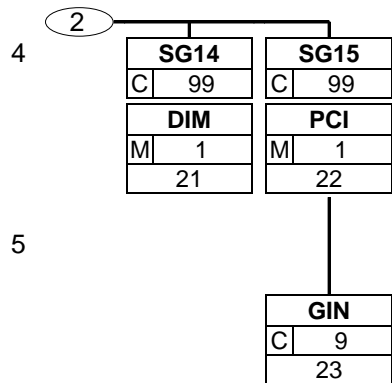 2
4
SG14 SG15
C 99 C 99
DIM PCI
M 1 M 1
21 22
5
GIN
C 9
23